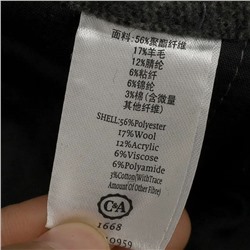 面料:56%聚酯纤维
17%羊毛
12%腈纶
6%粘纤
6%锦纶
3%棉(含微量
其他纤维)
SHELL:56%Polyester
17%Wool
12%Acrylic
6%Viscose
6%Polyamide
3%Cotton(WithTrace
Amount Of Other Fibre)
C&A
1668